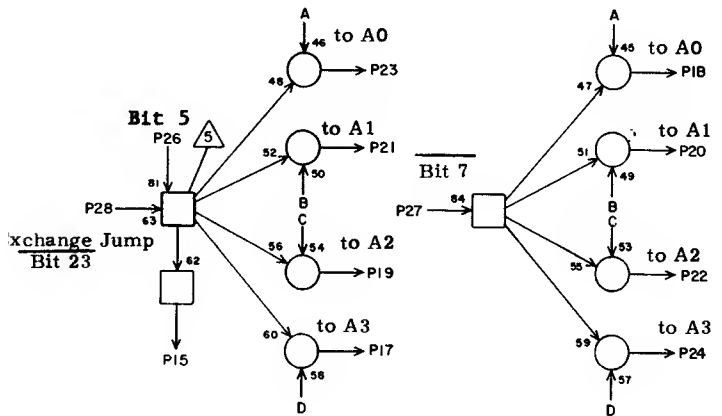 A
46 to A0
48
P23
Bit 5
P26
5
to A1
52
P21
50
81
P28
63
B
C
xchange Jump
Bit 23
62
56
54
to A2
P19
P15
60
to A3
P17
58
D
A
45 to A0
47
P18
to A1
51
P20
49
Bit 7
P27
84
B
C
53
55
to A2
P22
59
to A3
P24
57
D